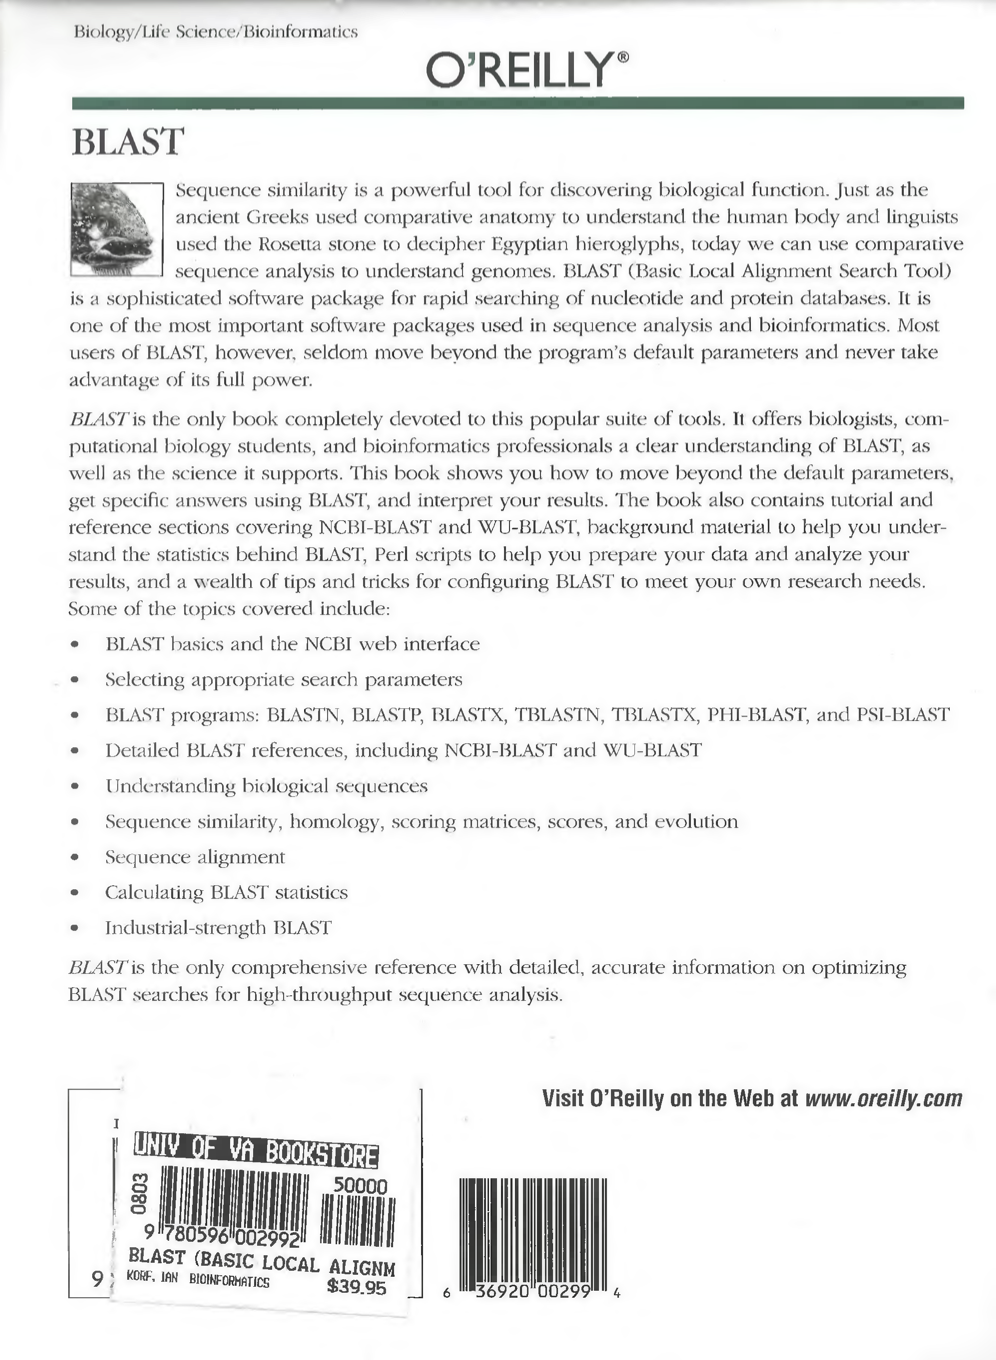 Biology/Life Science/Bioinformatics
O'REILLY®
BLAST
Sequence similarity is a powerful tool for discovering biological function. Just as the
ancient Greeks used comparative anatomy to understand the human body and linguists
used the Rosetta stone to decipher Egyptian hieroglyphs, today we can use comparative
sequence analysis to understand genomes. BLAST (Basic Local Alignment Search Tool)
is a sophisticated software package for rapid searching of nucleotide and protein databases. It is
one of the most important software packages used in sequence analysis and bioinformatics. Most
users of BLAST, however, seldom move beyond the program's default parameters and never take
advantage of its full power.
BLAST is the only book completely devoted to this popular suite of tools. It offers biologists, com-
putational biology students, and bioinformatics professionals a clear understanding of BLAST, as
well as the science it supports. This book shows you how to move beyond the default parameters,
get specific answers using BLAST, and interpret your results. The book also contains tutorial and
reference sections covering NCBI-BLAST and WU-BLAST, background material to help you under-
stand the statistics behind BLAST, Perl scripts to help you prepare your data and analyze your
results, and a wealth of tips and tricks for configuring BLAST to meet your own research needs.
Some of the topics covered include:
• BLAST basics and the NCBI web interface
• Selecting appropriate search parameters
• BLAST programs: BLASTN, BLASTP, BLASTX, TBLASTN, TBLASTX, PHI-BLAST, and PSI-BLAST
• Detailed BLAST references, including NCBI-BLAST and WU-BLAST
• Understanding biological sequences
• Sequence similarity, homology, scoring matrices, scores, and evolution
• Sequence alignment
• Calculating BLAST statistics
• Industrial-strength BLAST
BLAST is the only comprehensive reference with detailed, accurate information on optimizing
BLAST searches for high-throughput sequence analysis.
Visit O'Reilly on the Web at www.oreilly.com
I
UNIV OF VA BOOKSTORE
0803
50000
9 780596 002992
BLAST (BASIC LOCAL ALIGNM
KORF, IAN BIOINFORMATICS
$39.95
9
6 36920 00299 4